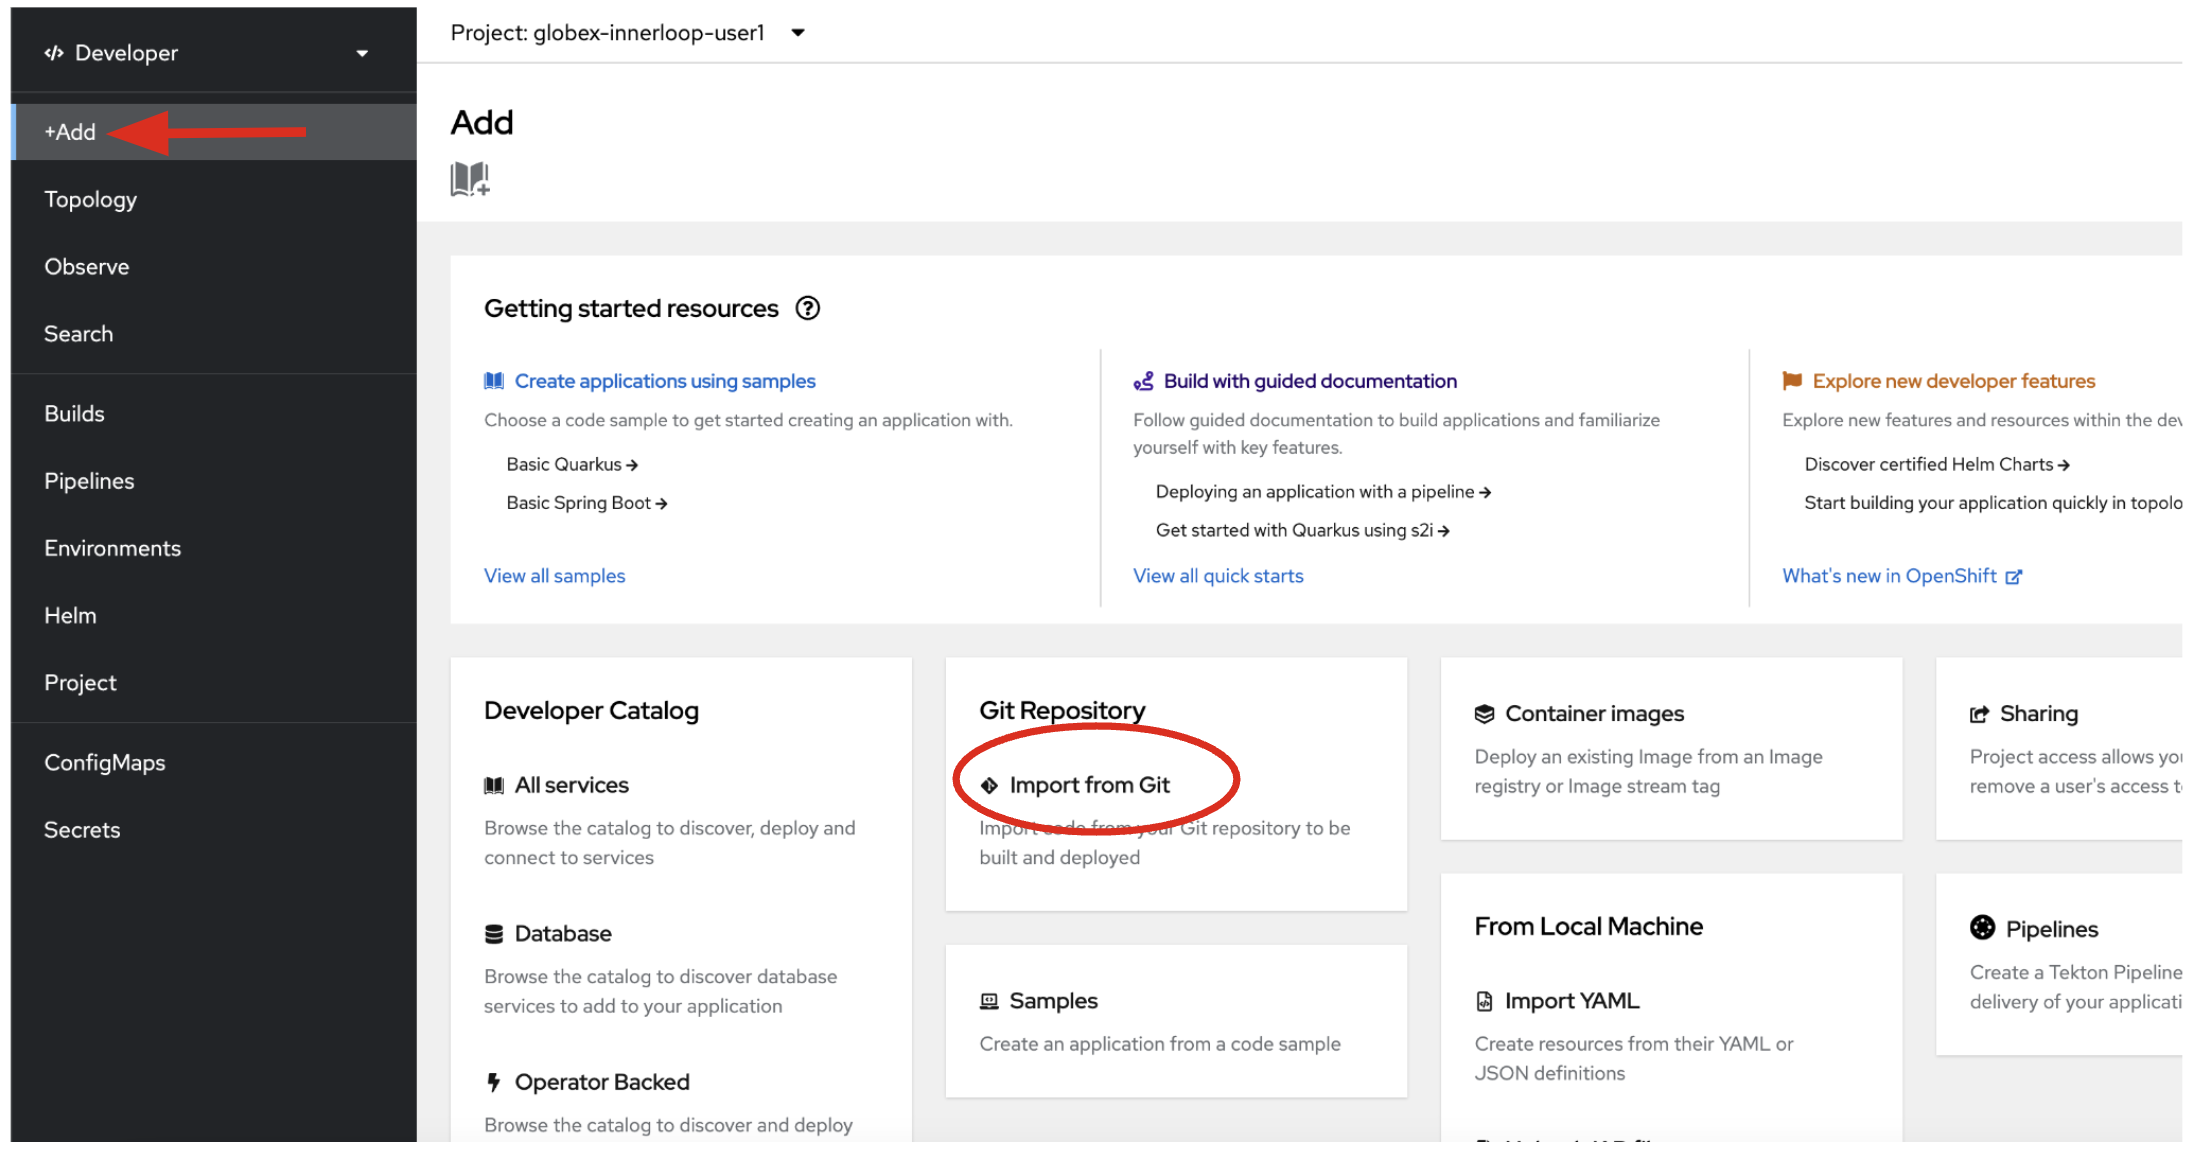 Developer
+Add
Topology
Observe
Search
Builds
Pipelines
Environments
Helm
Project
ConfigMaps
Secrets
Project: globex-innerloop-user1
Add
Getting started resources
Create applications using samples
Choose a code sample to get started creating an application with.
Basic Quarkus
Basic Spring Boot
View all samples
Build with guided documentation
Follow guided documentation to build applications and familiarize
yourself with key features.
Deploying an application with a pipeline
Get started with Quarkus using s2i
View all quick starts
Explore new developer features
Explore new features and resources within the
Discover certified Helm Charts
Start building your application quickly in
What's new in OpenShift
Developer Catalog
All services
Browse the catalog to discover, deploy and
connect to services
Database
Browse the catalog to discover database
services to add to your application
Operator Backed
Browse the catalog to discover and deploy
Git Repository
Import from Git
Import code from your Git repository to be
built and deployed
Samples
Create an application from a code sample
Container images
Deploy an existing Image from an Image
registry or Image stream tag
From Local Machine
Import YAML
Create resources from their YAML or
JSON definitions
Sharing
Project access allows
remove a user's access
Pipelines
Create a Tekton Pipeline
delivery of your